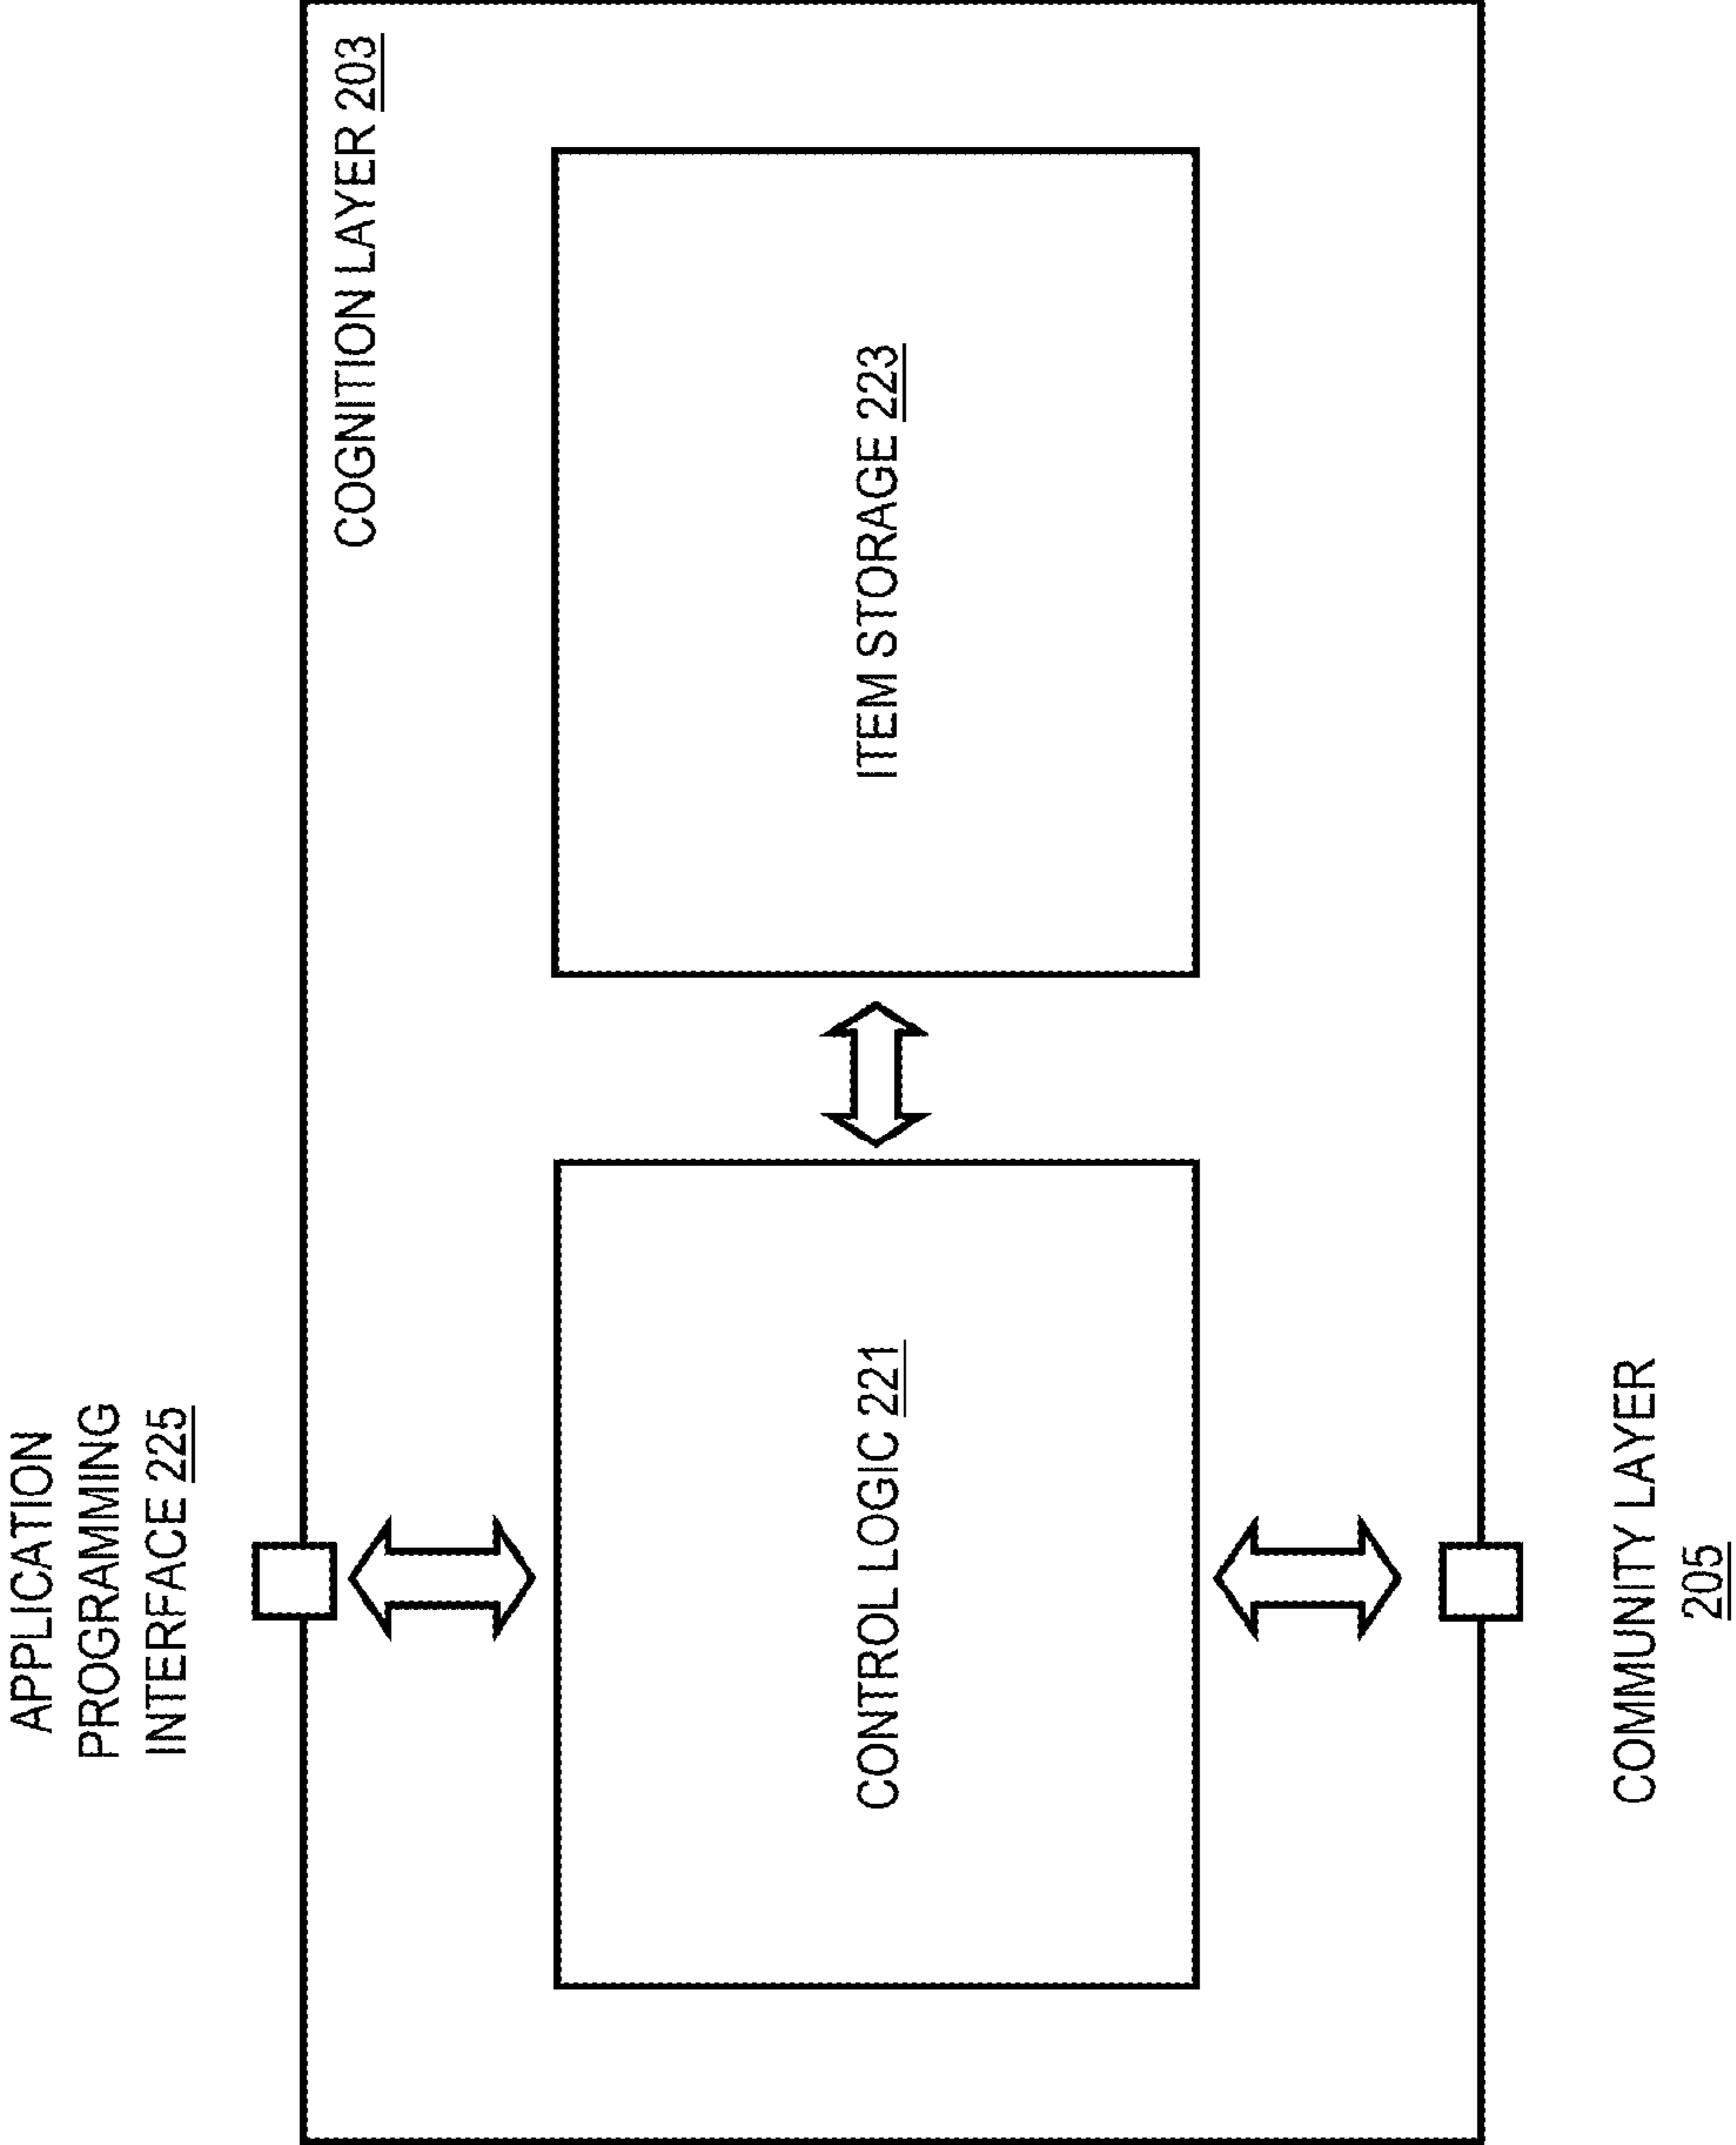 APPLICATION
PROGRAMMING
INTERFACE 225
COGNITION LAYER 203
CONTROL LOGIC 221
ITEM STORAGE 223
COMMUNITY LAYER
205